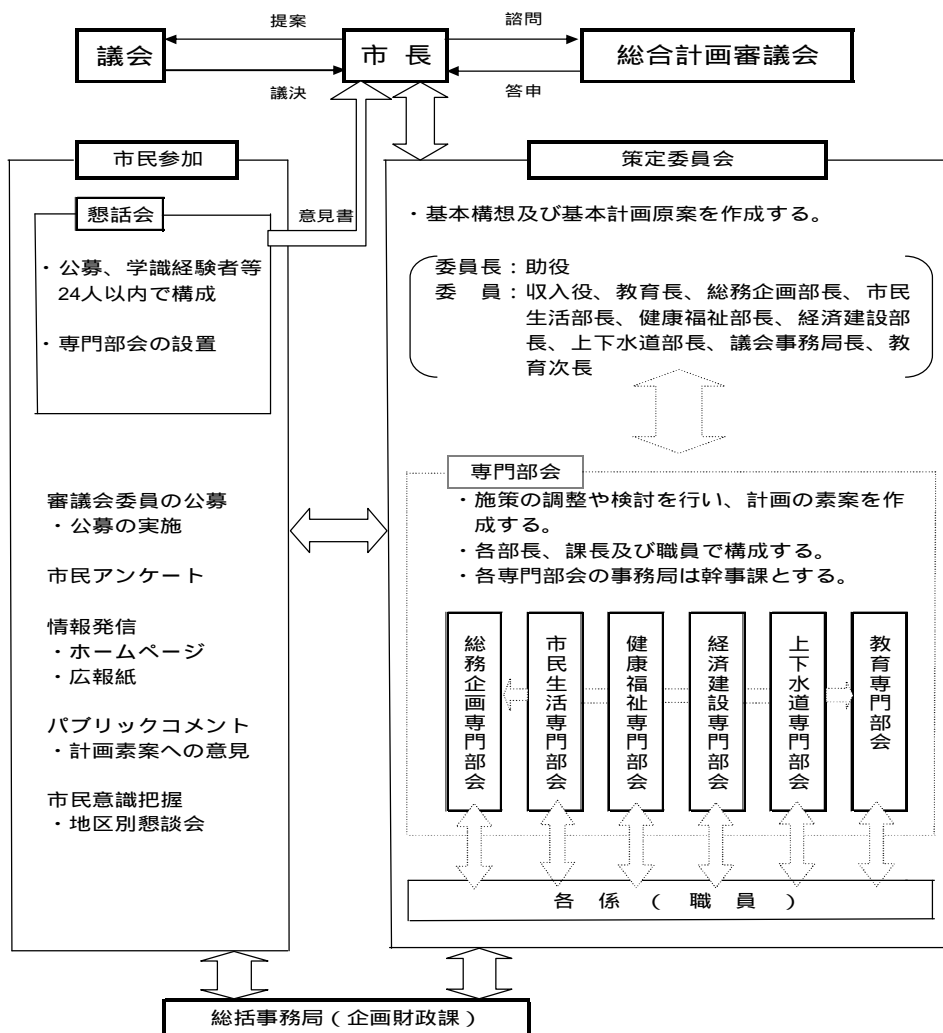 提案
諮問
議会
市長
総合計画審議会
議決
答申
市民参加
懇話会
・公募、学識経験者等
24人以内で構成
・専門部会の設置
意見書
審議会委員の公募
・公募の実施
市民アンケート
情報発信
・ホームページ
・広報紙
パブリックコメント
・計画素案への意見
市民意識把握
・地区別懇談会
策定委員会
・基本構想及び基本計画原案を作成する。
委員長：助役
委　員：収入役、教育長、総務企画部長、市民
生活部長、健康福祉部長、経済建設部
長、上下水道部長、議会事務局長、教
育次長
専門部会
・施策の調整や検討を行い、計画の素案を作
成する。
・各部長、課長及び職員で構成する。
・各専門部会の事務局は幹事課とする。
総務企画専門部会
市民生活専門部会
健康福祉専門部会
経済建設専門部会
上下水道専門部会
教育専門部会
各　係　（　職　員　）
総括事務局（企画財政課）